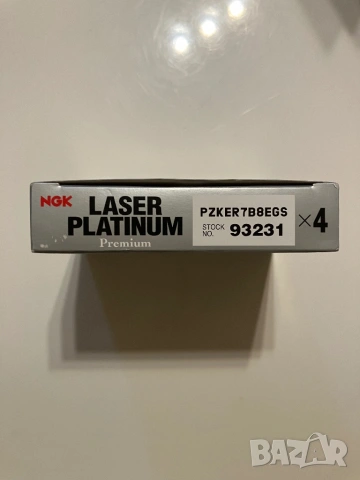 NGK
LASER
PLATINUM
Premium
PZKER7B8EGS
STOCK NO. 93231
×4
BAZAR